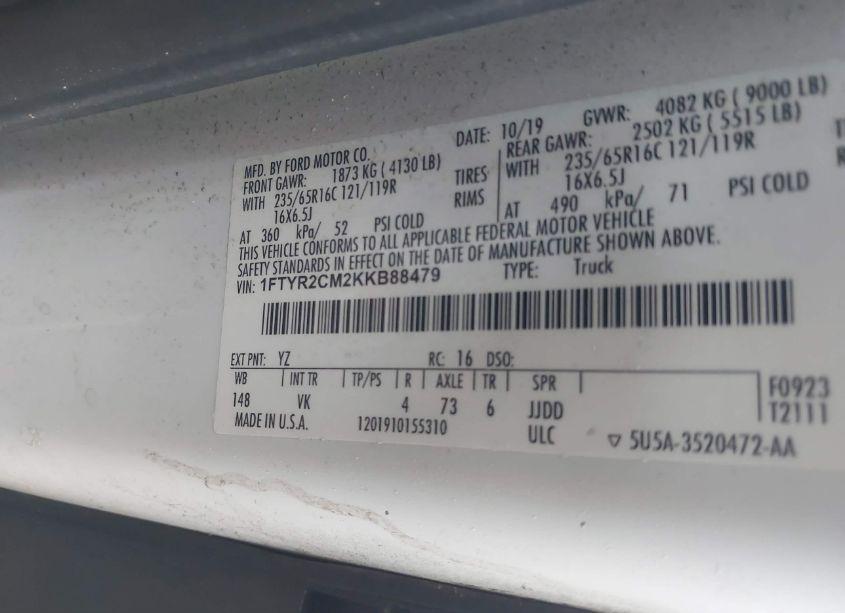 MFD. BY FORD MOTOR CO. DATE: 10/19 GVWR: 4082 KG ( 9000 LB)
FRONT GAWR: 1873 KG ( 4130 LB) REAR GAWR: 2502 KG ( 5515 LB)
WITH 235/65R16C 121/119R TIRES WITH 235/65R16C 121/119R
16X6.5J RIMS 16X6.5J
AT 360 kPa/ 52 PSI COLD AT 490 kPa/ 71 PSI COLD
THIS VEHICLE CONFORMS TO ALL APPLICABLE FEDERAL MOTOR VEHICLE
SAFETY STANDARDS IN EFFECT ON THE DATE OF MANUFACTURE SHOWN ABOVE.
VIN: 1FTYR2CM2KKB88479 TYPE: Truck
EXT PNT: YZ RC: 16 DSO:
WB INT TR TP/PS R AXLE TR SPR
148 VK 4 73 6 JJDD
F0923
T2111
MADE IN U.S.A. 1201910155310 ULC 5U5A-3520472-AA